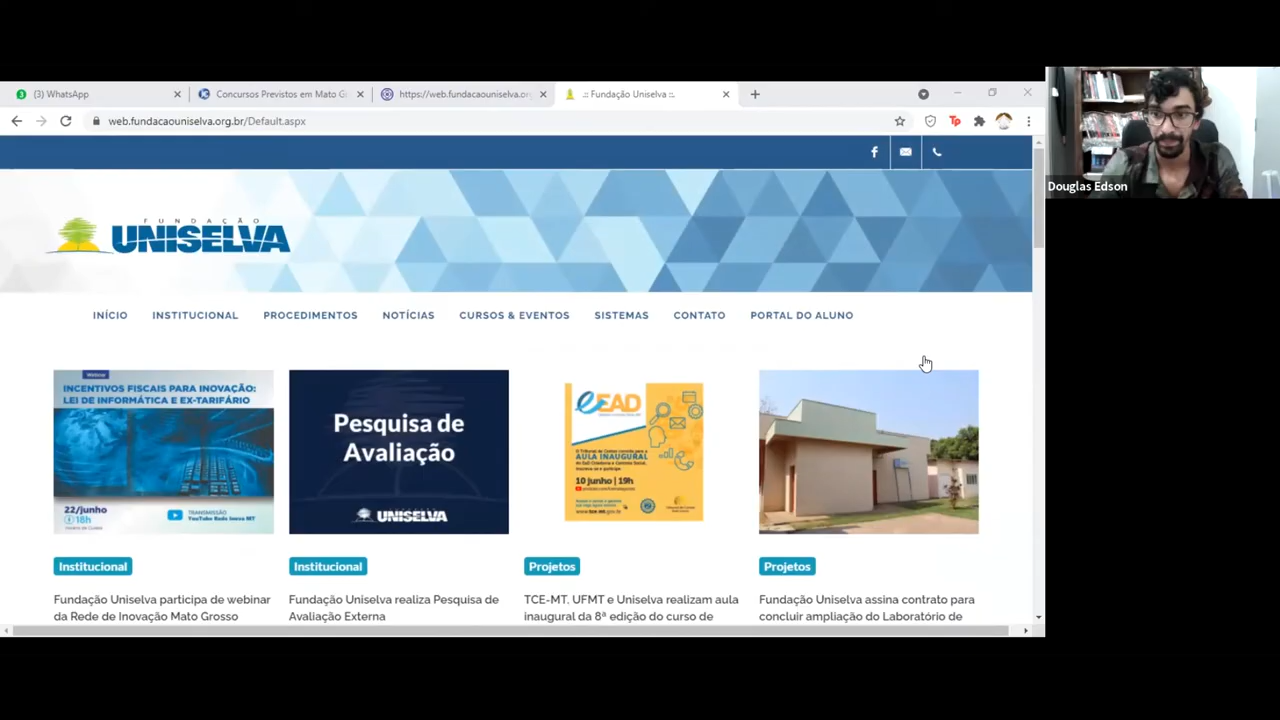 (3) WhatsApp
Concursos Previstos em Mato G
https://web.fundacaouniselva.or
.:: Fundação Uniselva ::.
web.fundacaouniselva.org.br/Default.aspx
Douglas Edson
FUNDAÇÃO
UNISELVA
INÍCIO
INSTITUCIONAL
PROCEDIMENTOS
NOTÍCIAS
CURSOS & EVENTOS
SISTEMAS
CONTATO
PORTAL DO ALUNO
Webinar
INCENTIVOS FISCAIS PARA INOVAÇÃO:
LEI DE INFORMÁTICA E EX-TARIFÁRIO
22/junho
18h
TRANSMISSÃO
Pesquisa de
Avaliação
UNISELVA
eEAD
AULA INAUGURAL
10 junho | 19h
Institucional
Institucional
Projetos
Projetos
Fundação Uniselva participa de webinar
da Rede de Inovação Mato Grosso
Fundação Uniselva realiza Pesquisa de
Avaliação Externa
TCE-MT, UFMT e Uniselva realizam aula
inaugural da 8ª edição do curso de
Fundação Uniselva assina contrato para
concluir ampliação do Laboratório de